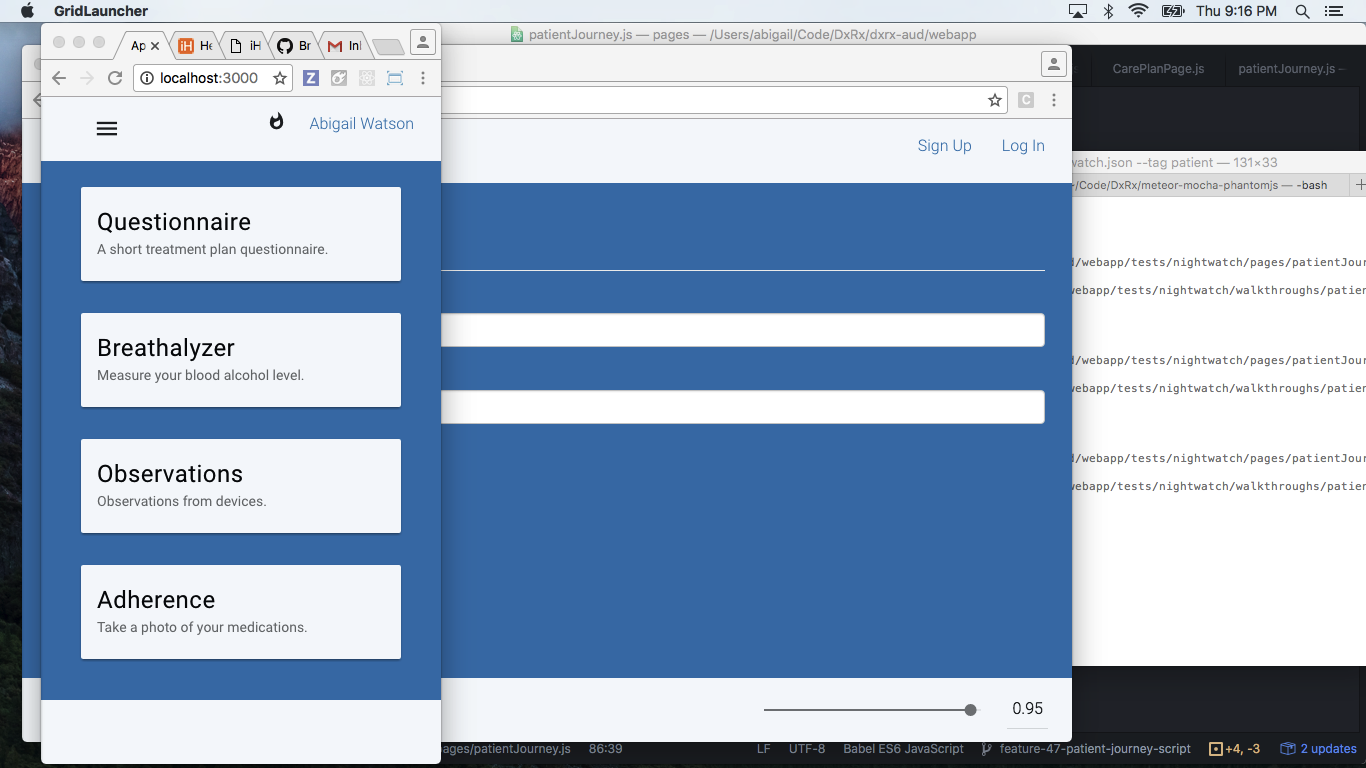 GridLauncher
Thu 9:16 PM
patientJourney.js — pages — /Users/abigail/Code/DxRx/dxrx-aud/webapp
Ap
He
iH
Br
In
localhost:3000
CarePlanPage.js
patientJourney.js —
Abigail Watson
Sign Up
Log In
watch.json --tag patient — 131×33
/Code/DxRx/meteor-mocha-phantomjs — -bash
Questionnaire
A short treatment plan questionnaire.
/webapp/tests/nightwatch/pages/patientJour
webapp/tests/nightwatch/walkthroughs/patien
Breathalyzer
Measure your blood alcohol level.
/webapp/tests/nightwatch/pages/patientJour
webapp/tests/nightwatch/walkthroughs/patien
Observations
Observations from devices.
/webapp/tests/nightwatch/pages/patientJour
webapp/tests/nightwatch/walkthroughs/patien
Adherence
Take a photo of your medications.
0.95
ages/patientJourney.js
86:39
LF
UTF-8
Babel ES6 JavaScript
feature-47-patient-journey-script
+4, -3
2 updates